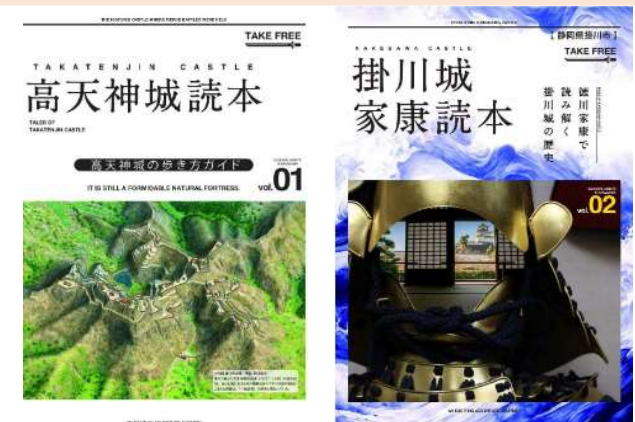 TAKE FREE
TAKATENJIN CASTLE
高天神城読本
TALES OF
TAKATENJIN CASTLE
高天神城の歩き方ガイド
IT IS STILL A FORMIDABLE NATURAL FORTRESS.
vol.01
【静岡県掛川市】
TAKE FREE
KAKEGAWA CASTLE
掛川城
家康読本
徳川家康で
読み解く
掛川城の歴史
vol.02